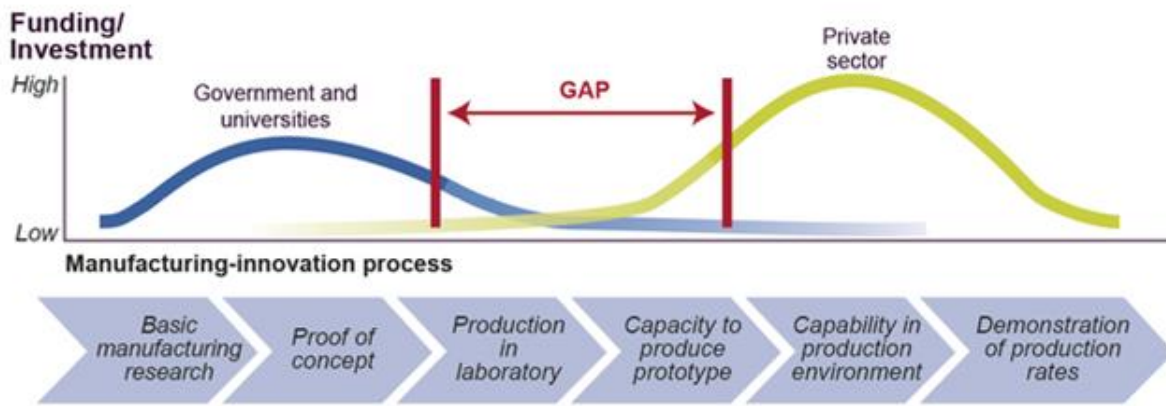 Funding/
Investment
High
Low
Government and
universities
GAP
Private
sector
Manufacturing-innovation process
Basic
manufacturing
research
Proof of
concept
Production
in
laboratory
Capacity to
produce
prototype
Capability in
production
environment
Demonstration
of production
rates